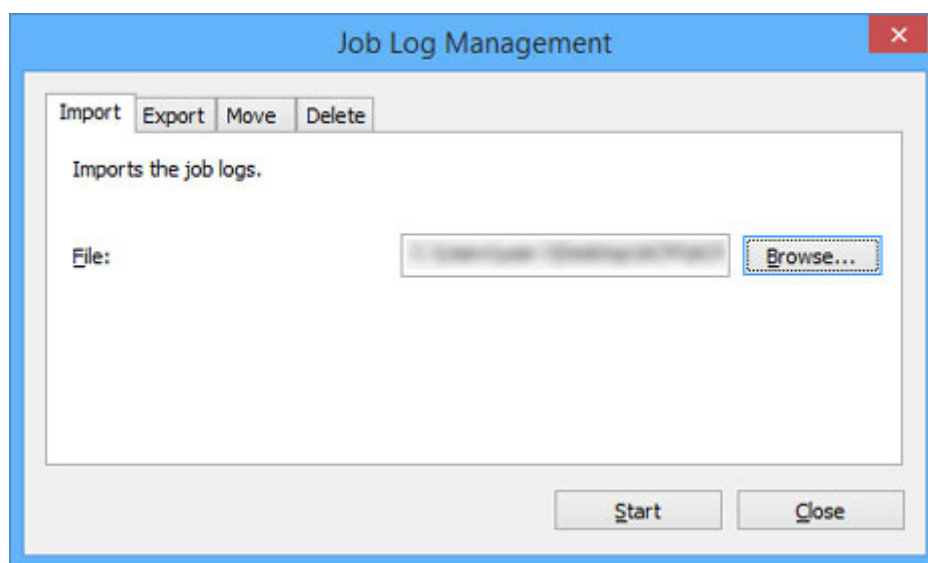 Job Log Management
Import Export Move Delete
Imports the job logs.
File: Browse...
Start Close